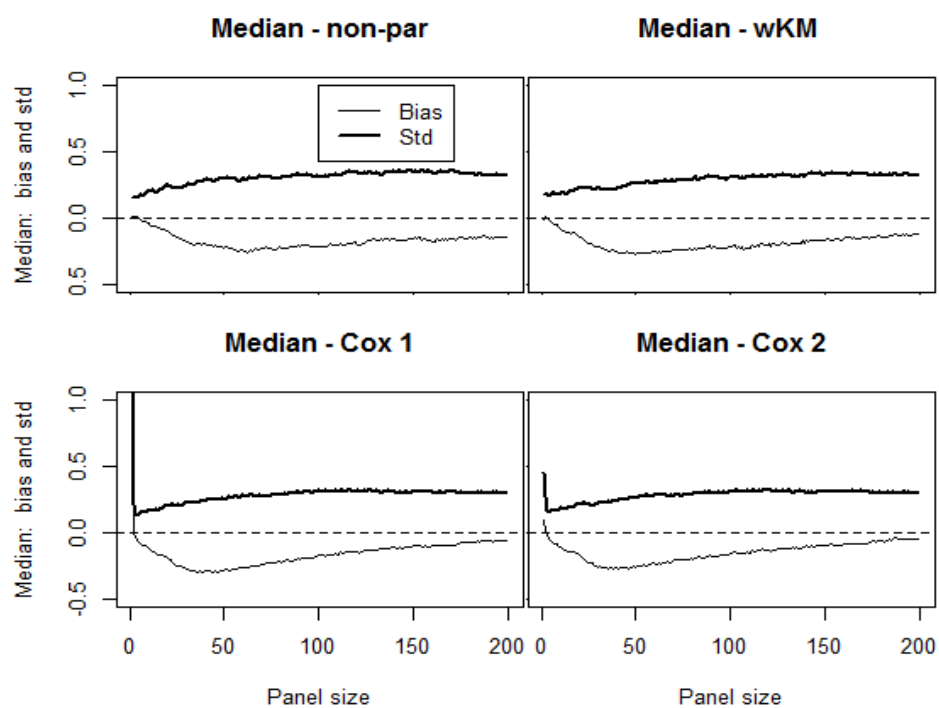 Median - non-par
Median - wKM
Median: bias and std
1.0
0.5
0.0
0.5
Bias
Std
Median - Cox 1
Median - Cox 2
Median: bias and std
1.0
0.5
0.0
-0.5
0 50 100 150 200
0 50 100 150 200
Panel size
Panel size